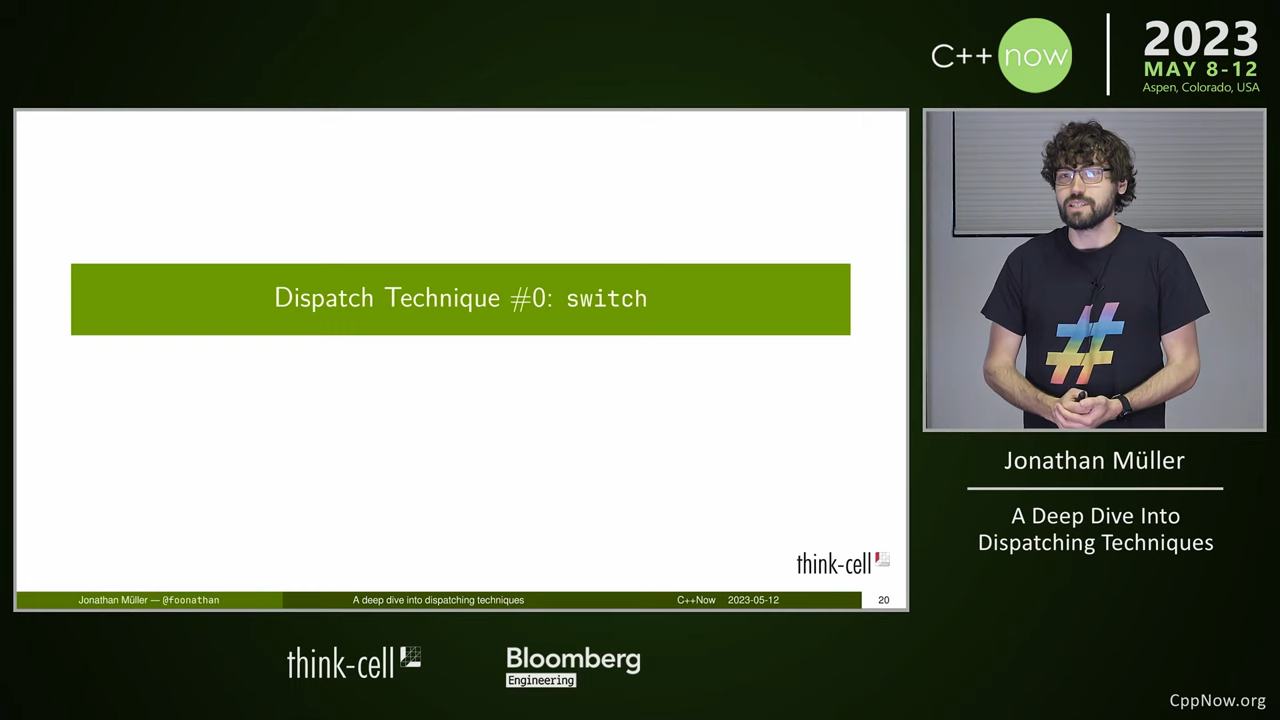 C++ now
2023
MAY 8-12
Aspen, Colorado, USA
Dispatch Technique #0: switch
#
think-cell
Jonathan Müller — @foonathan
A deep dive into dispatching techniques
C++Now 2023-05-12
20
Jonathan Müller
A Deep Dive Into
Dispatching Techniques
think-cell
Bloomberg
Engineering
CppNow.org